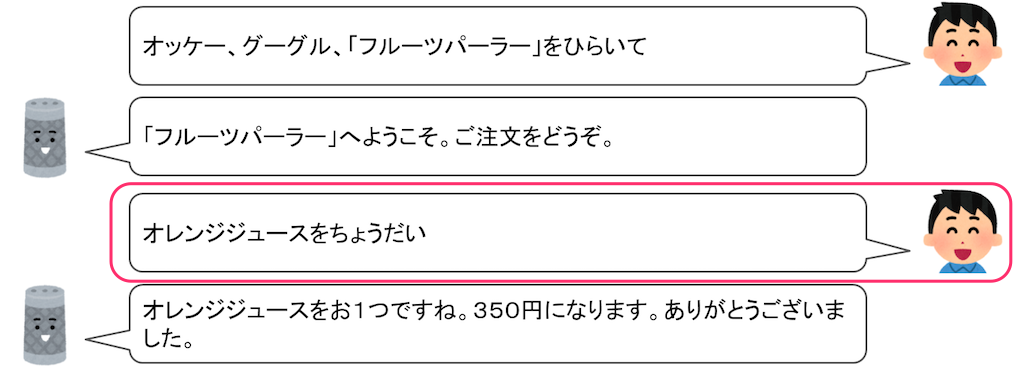 オッケー、グーグル、「フルーツパーラー」をひらいて
「フルーツパーラー」へようこそ。ご注文をどうぞ。
オレンジジュースをちょうだい
オレンジジュースをお１つですね。３５０円になります。ありがとうございま
した。